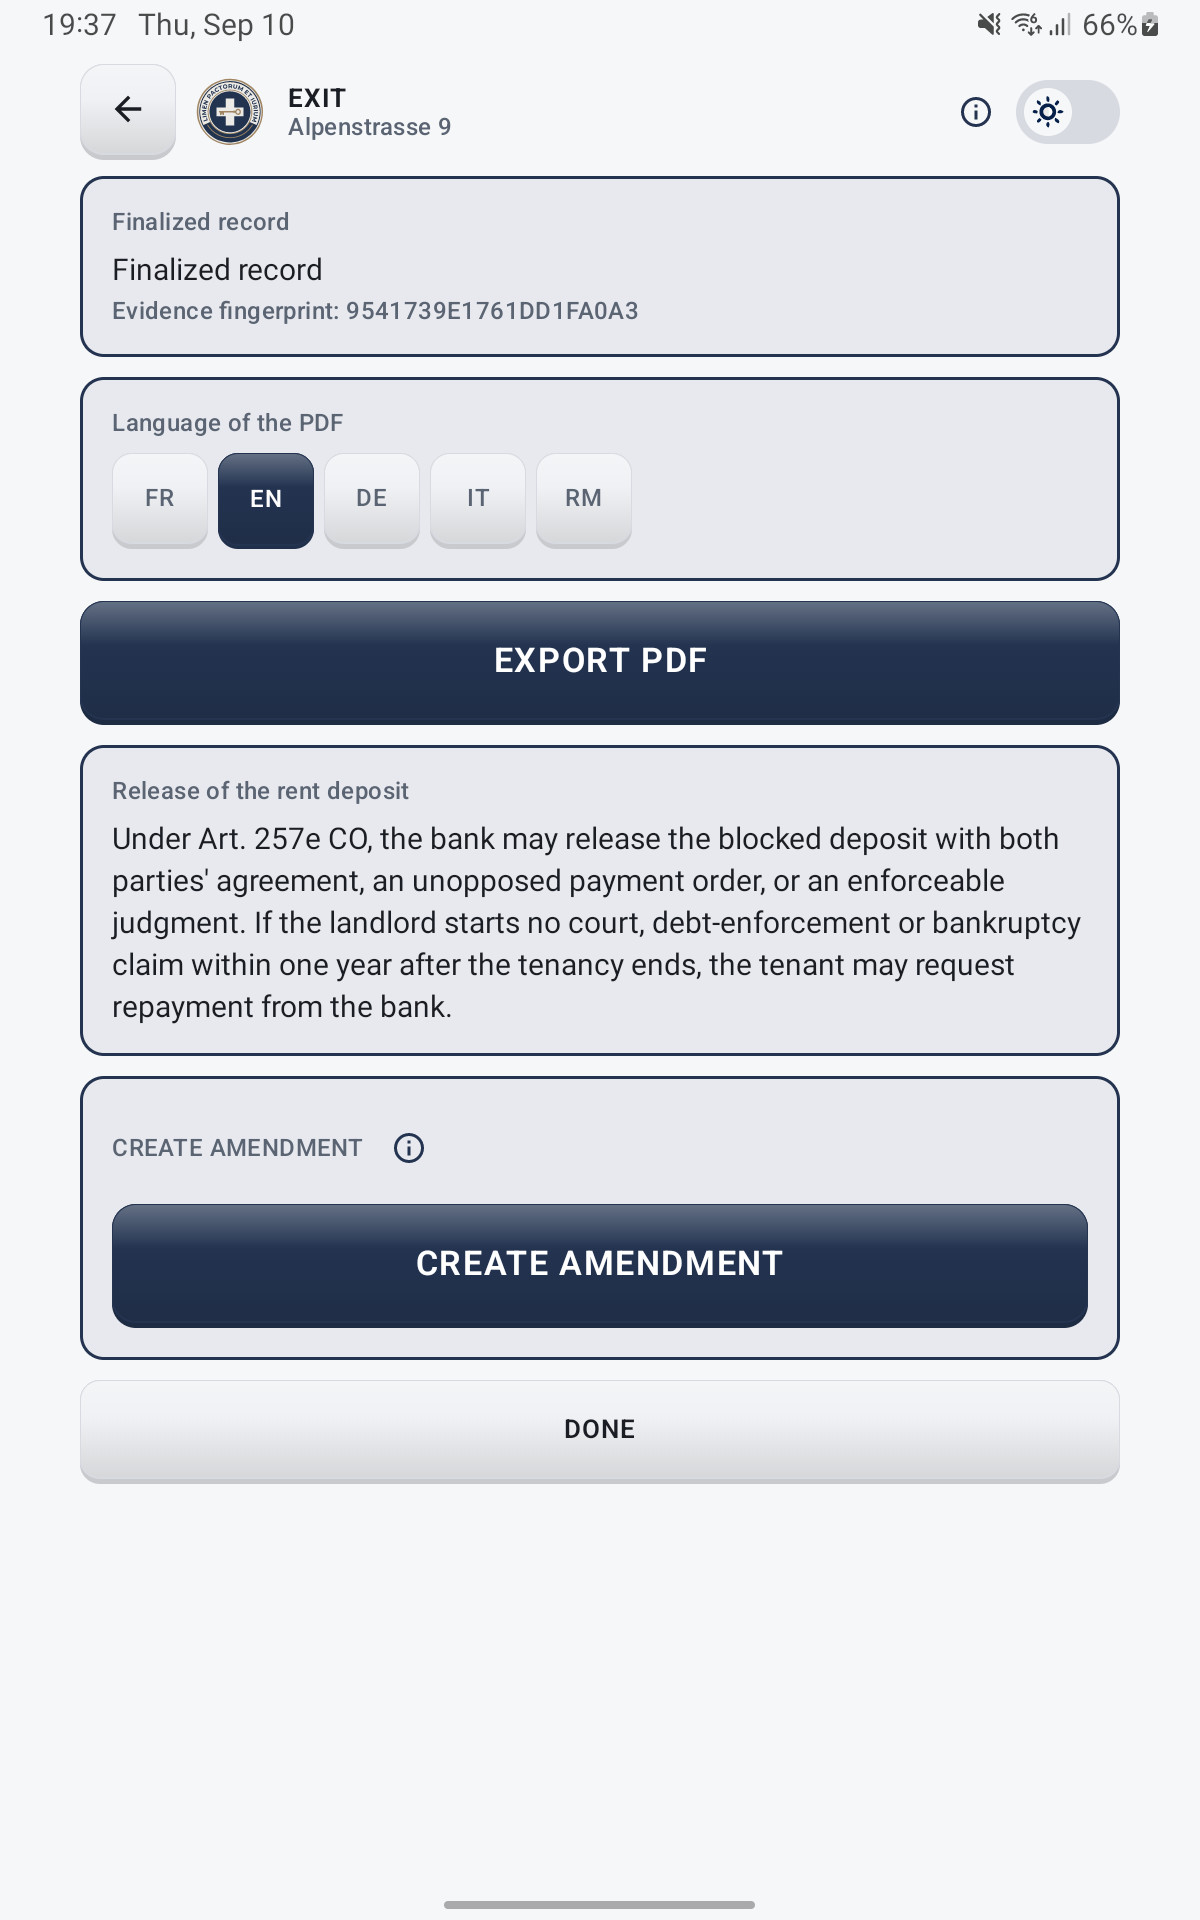 19:37 Thu, Sep 10
66%
LIMEN PACTORUM ET IURIUM
EXIT
Alpenstrasse 9
Finalized record
Finalized record
Evidence fingerprint: 9541739E1761DD1FA0A3
Language of the PDF
FR
EN
DE
IT
RM
EXPORT PDF
Release of the rent deposit
Under Art. 257e CO, the bank may release the blocked deposit with both
parties' agreement, an unopposed payment order, or an enforceable
judgment. If the landlord starts no court, debt-enforcement or bankruptcy
claim within one year after the tenancy ends, the tenant may request
repayment from the bank.
CREATE AMENDMENT
CREATE AMENDMENT
DONE